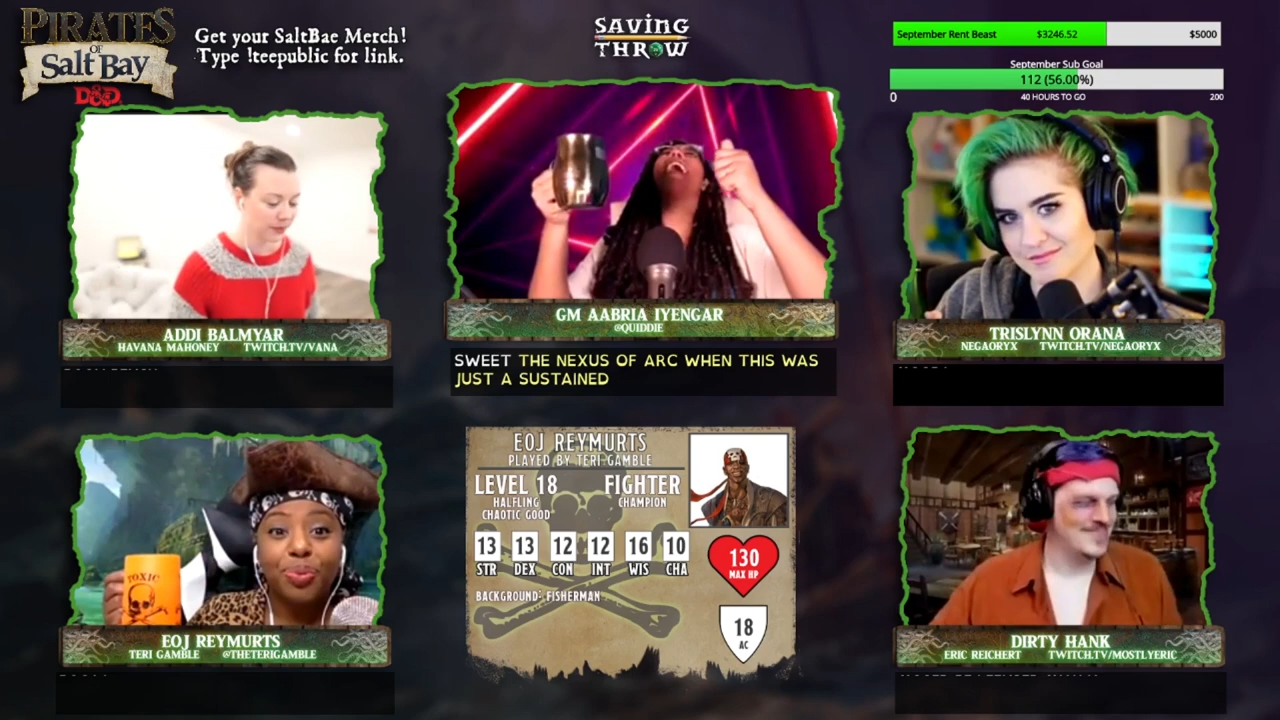 PIRATES
OF
Salt Bay
D&D
Get your SaltBae Merch!
Type !teepublic for link.
SAVING
THROW
September Rent Beast $3246.52 $5000
September Sub Goal
112 (56.00%)
0 40 HOURS TO GO 200
ADDI BALMYAR
HAVANA MAHONEY TWITCH.TV/VANA
GM AABRIA IYENGAR
@QUIDDIE
SWEET THE NEXUS OF ARC WHEN THIS WAS
JUST A SUSTAINED
TRISLYNN ORANA
NEGAORYX TWITCH.TV/NEGAORYX
TOXIC
EOJ REYMURTS
TERI GAMBLE @THETERIGAMBLE
EOJ REYMURTS
PLAYED BY TERI GAMBLE
LEVEL 18 FIGHTER
HALFLING CHAMPION
CHAOTIC GOOD
13 13 12 12 16 10
STR DEX CON INT WIS CHA
130
MAX HP
BACKGROUND: FISHERMAN
18
AC
DIRTY HANK
ERIC REICHERT TWITCH.TV/MOSTLYERIC